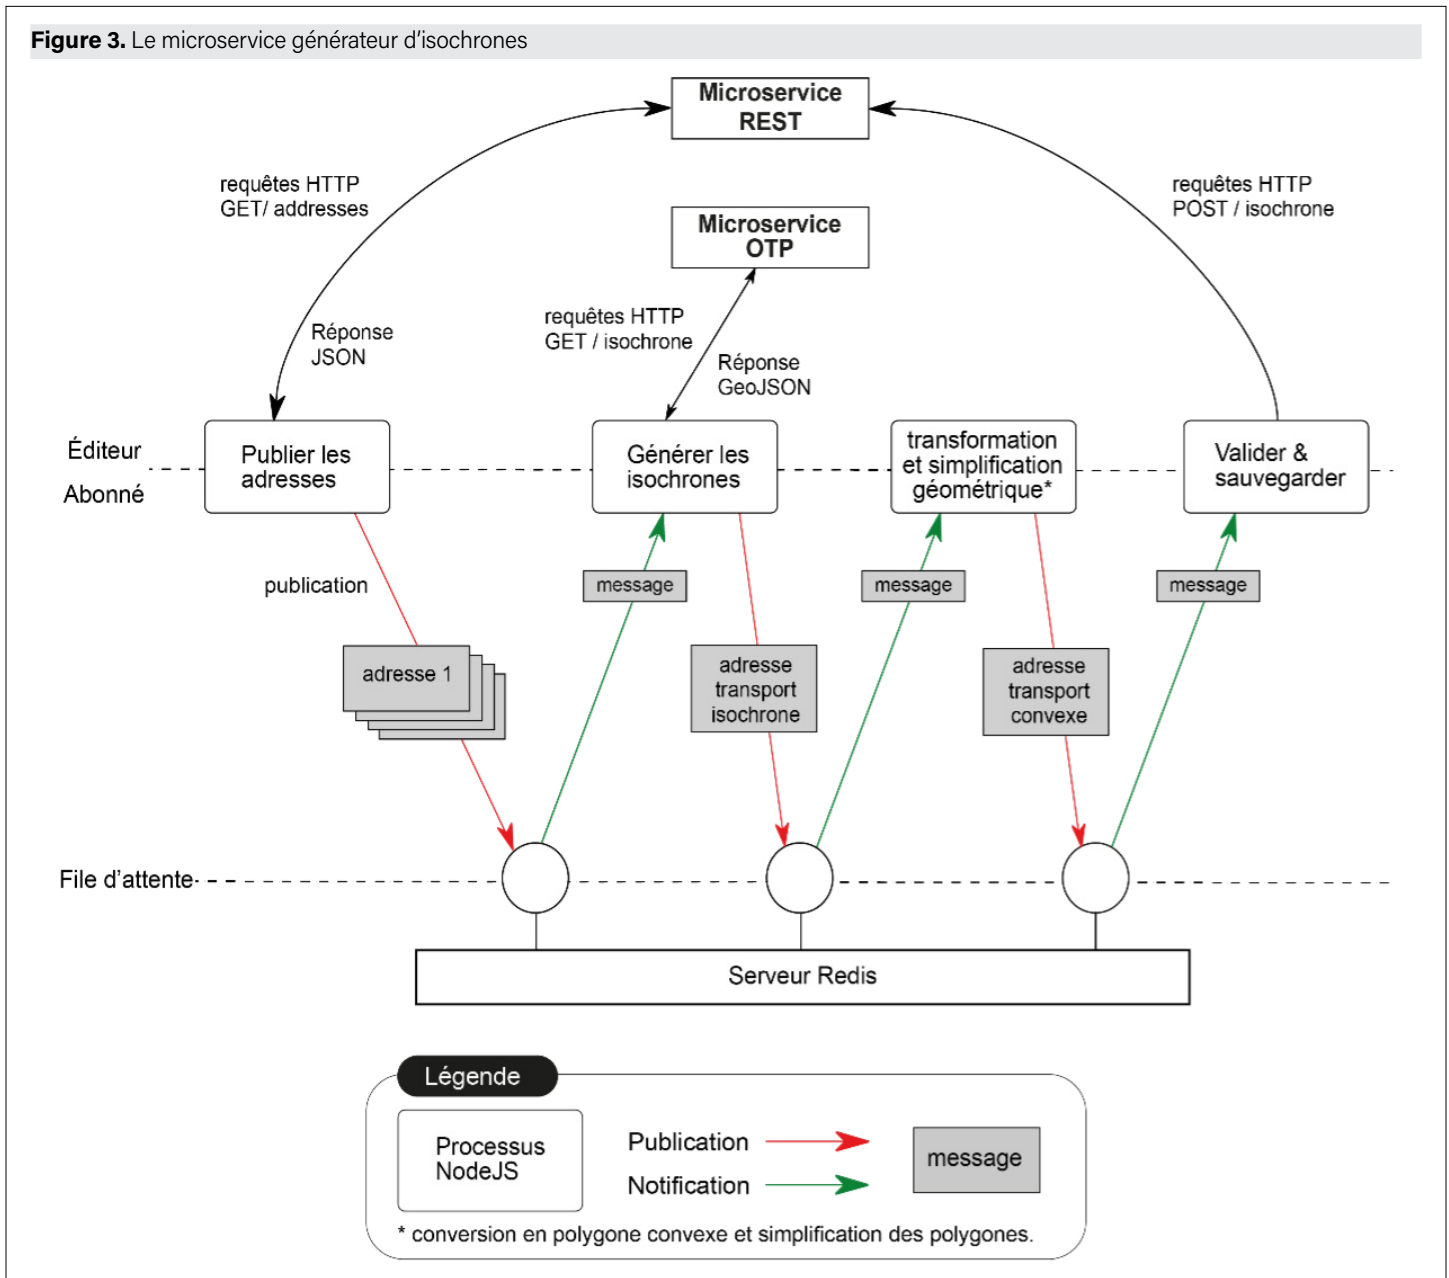 Figure 3. Le microservice générateur d'isochrones
Microservice
REST
requêtes HTTP
GET/ addresses
requêtes HTTP
POST / isochrone
Microservice
OTP
requêtes HTTP
GET / isochrone
Réponse
JSON
Réponse
GeoJSON
Éditeur
Abonné
Publier les
adresses
Générer les
isochrones
transformation
et simplification
géométrique*
Valider &
sauvegarder
publication
message
message
message
adresse 1
adresse
transport
isochrone
adresse
transport
convexe
File d'attente
Serveur Redis
Légende
Processus
NodeJS
Publication
Notification
message
* conversion en polygone convexe et simplification des polygones.